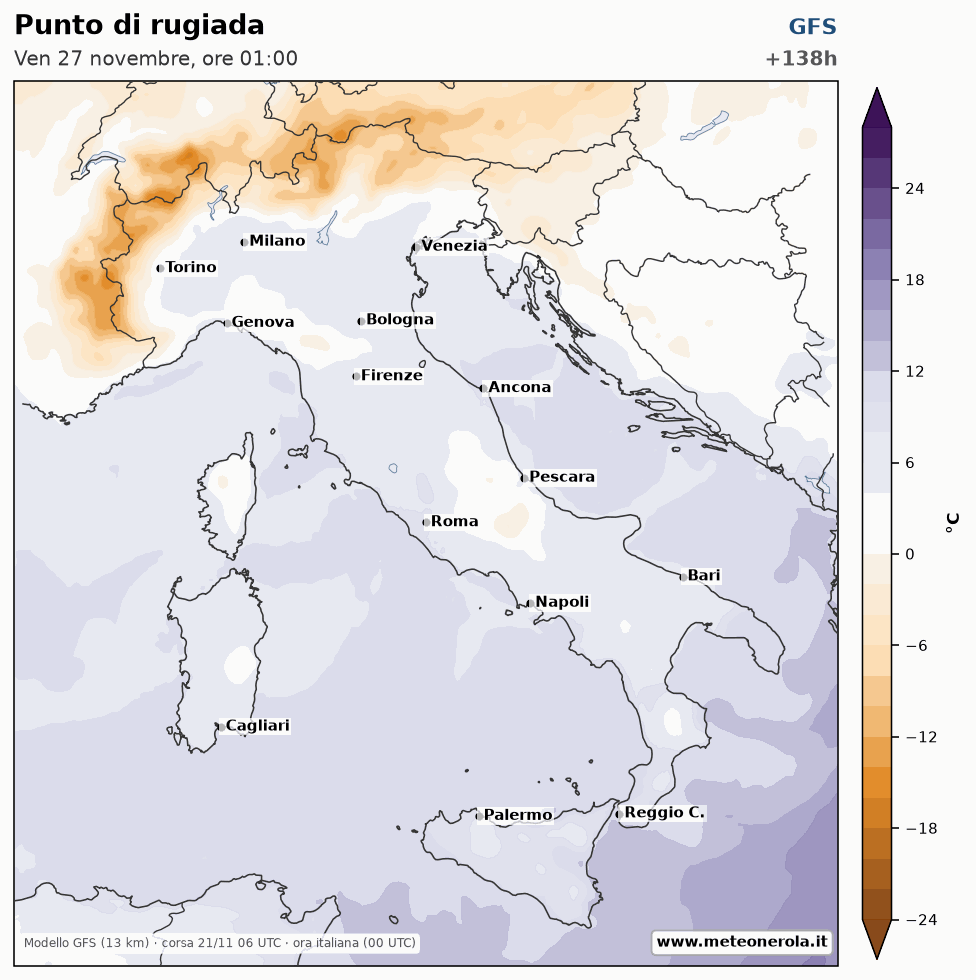 Punto di rugiada
GFS
Ven 27 novembre, ore 01:00
+138h
Milano
Venezia
Torino
Genova
Bologna
Firenze
Ancona
Pescara
Roma
Bari
Napoli
Cagliari
Palermo
Reggio C.
24
18
12
6
0
−6
−12
−18
−24
°C
Modello GFS (13 km) · corsa 21/11 06 UTC · ora italiana (00 UTC)
www.meteonerola.it